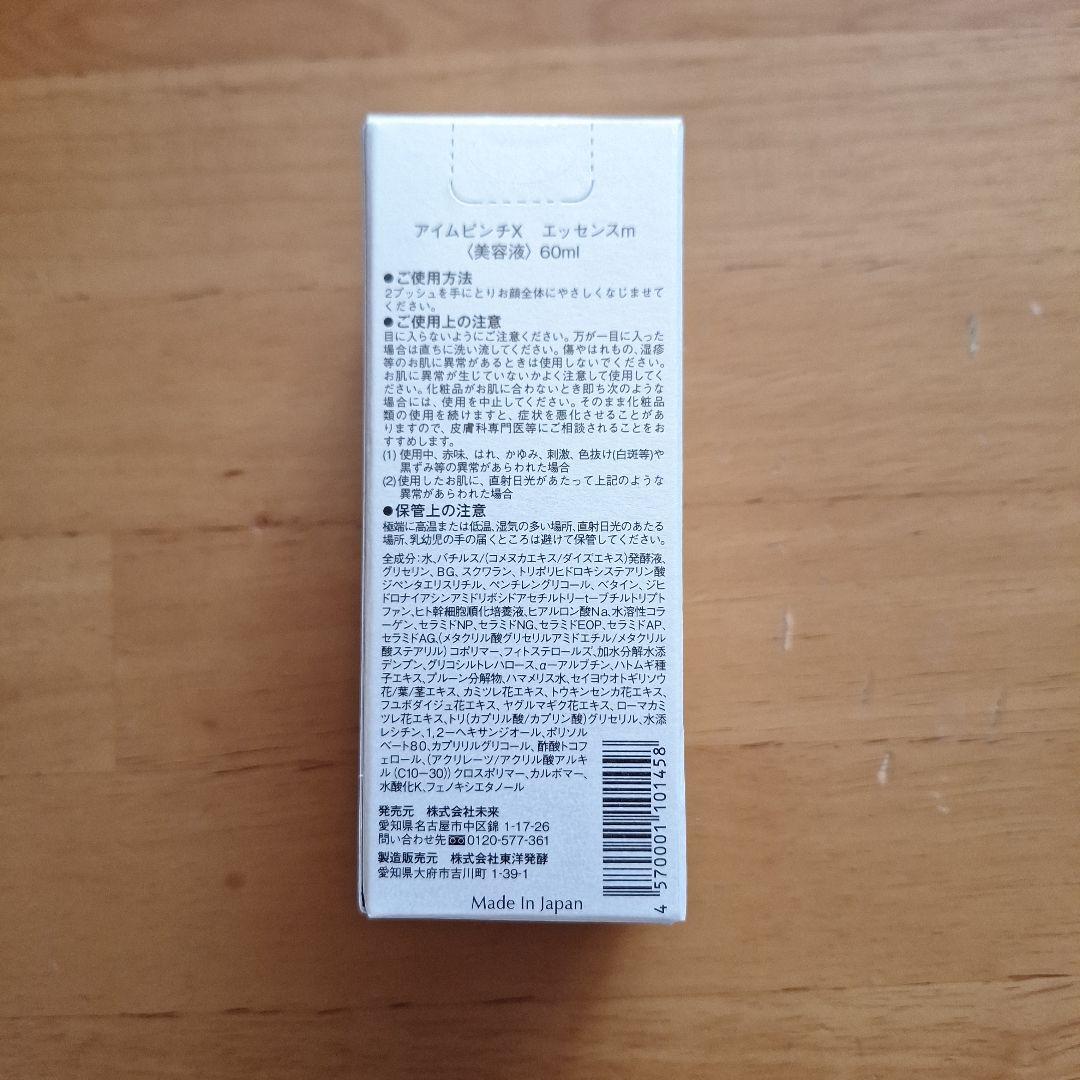 アイムピンチX　エッセンスm
〈美容液〉60ml
●ご使用方法
2プッシュを手にとりお顔全体にやさしくなじませて
ください。
●ご使用上の注意
目に入らないようにご注意ください。万が一目に入った
場合は直ちに洗い流してください。傷やはれもの、湿疹
等のお肌に異常があるときは使用しないでください。
お肌に異常が生じていないかよく注意して使用してく
ださい。化粧品がお肌に合わないとき即ち次のような
場合には、使用を中止してください。そのまま化粧品
類の使用を続けますと、症状を悪化させることがあ
りますので、皮膚科専門医等にご相談されることをお
すすめします。
(1) 使用中、赤味、はれ、かゆみ、刺激、色抜け(白斑等)や
黒ずみ等の異常があらわれた場合
(2)使用したお肌に、直射日光があたって上記のような
異常があらわれた場合
●保管上の注意
極端に高温または低温、湿気の多い場所、直射日光のあたる
場所、乳幼児の手の届くところは避けて保管してください。
全成分：水、バチルス/(コメヌカエキス/ダイズエキス)発酵液、
グリセリン、BG、スクワラン、トリポリヒドロキシステアリン酸
ジペンタエリスリチル、ペンチレングリコール、ベタイン、ジヒ
ドロナイアシンアミドリボシドアセチルトリーtーブチルトリプト
ファン、ヒト幹細胞順化培養液、ヒアルロン酸Na、水溶性コラ
ーゲン、セラミドNP、セラミドNG、セラミドEOP、セラミドAP、
セラミドAG、(メタクリル酸グリセリルアミドエチル/メタクリル
酸ステアリル) コポリマー、フィトステロールズ、加水分解水添
デンプン、グリコシルトレハロース、α－アルブチン、ハトムギ種
子エキス、プルーン分解物、ハマメリス水、セイヨウオトギリソウ
花/葉/茎エキス、カミツレ花エキス、トウキンセンカ花エキス、
フユボダイジュ花エキス、ヤグルマギク花エキス、ローマカミ
ツレ花エキス、トリ(カプリル酸/カプリン酸)グリセリル、水添
レシチン、1,2－ヘキサンジオール、ポリソル
ベート80、カプリリルグリコール、酢酸トコフ
ェロール、(アクリレーツ/アクリル酸アルキ
ル (C10－30)) クロスポリマー、カルボマー、
水酸化K、フェノキシエタノール
発売元　株式会社未来
愛知県名古屋市中区錦 1-17-26
問い合わせ先 0120-577-361
製造販売元　株式会社東洋発酵
愛知県大府市吉川町 1-39-1
Made In Japan
4 570001 101458